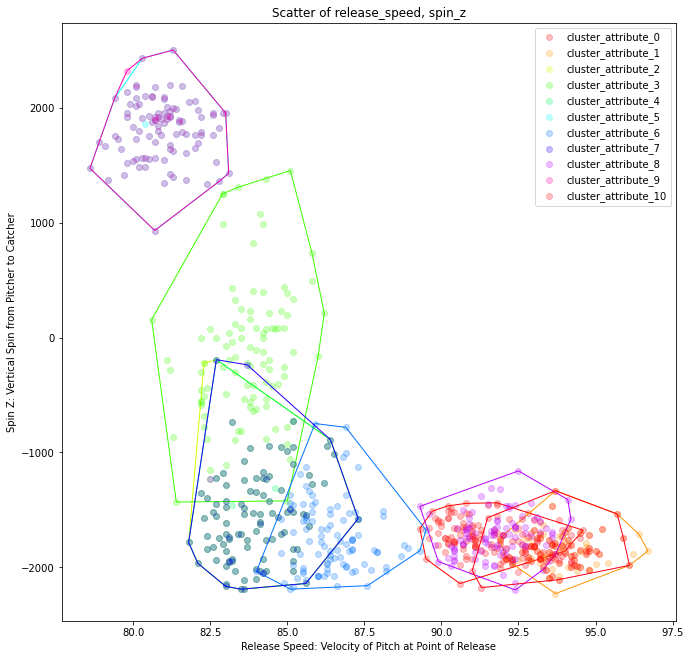 Scatter of release_speed, spin_z
cluster_attribute_0
cluster_attribute_1
cluster_attribute_2
cluster_attribute_3
cluster_attribute_4
cluster_attribute_5
cluster_attribute_6
cluster_attribute_7
cluster_attribute_8
cluster_attribute_9
cluster_attribute_10
Spin Z: Vertical Spin from Pitcher to Catcher
2000
1000
0
−1000
−2000
80.0 82.5 85.0 87.5 90.0 92.5 95.0 97.5
Release Speed: Velocity of Pitch at Point of Release